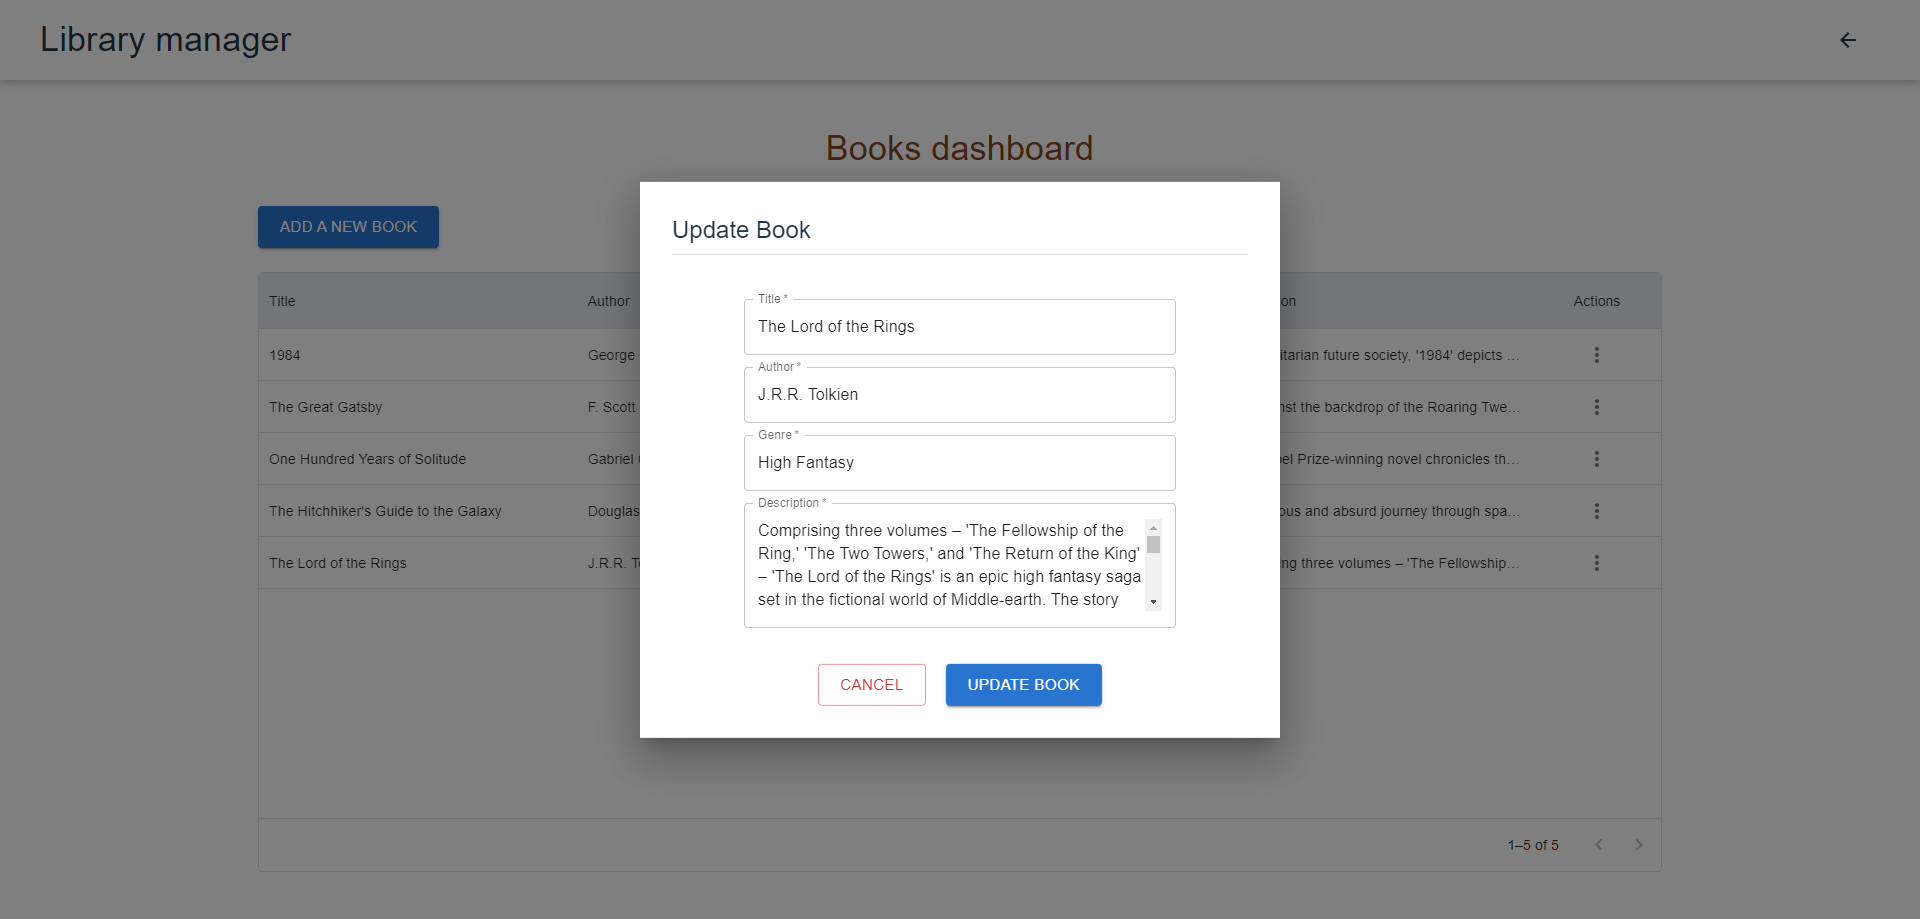 Library manager
Books dashboard
ADD A NEW BOOK
Title Author on Actions
1984 George itarian future society, '1984' depicts ...
The Great Gatsby F. Scott nst the backdrop of the Roaring Twe...
One Hundred Years of Solitude Gabriel el Prize-winning novel chronicles th...
The Hitchhiker's Guide to the Galaxy Douglas ous and absurd journey through spa...
The Lord of the Rings J.R.R. T ng three volumes – 'The Fellowship...
1–5 of 5
Update Book
Title *
The Lord of the Rings
Author *
J.R.R. Tolkien
Genre *
High Fantasy
Description *
Comprising three volumes – 'The Fellowship of the
Ring,' 'The Two Towers,' and 'The Return of the King'
– 'The Lord of the Rings' is an epic high fantasy saga
set in the fictional world of Middle-earth. The story
CANCEL UPDATE BOOK